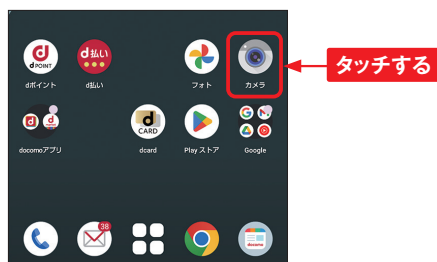 d
POINT
d払い
dポイント
d払い
フォト
カメラ
タッチする
d
CARD
docomoアプリ
dcard
Play ストア
Google
38
docomo